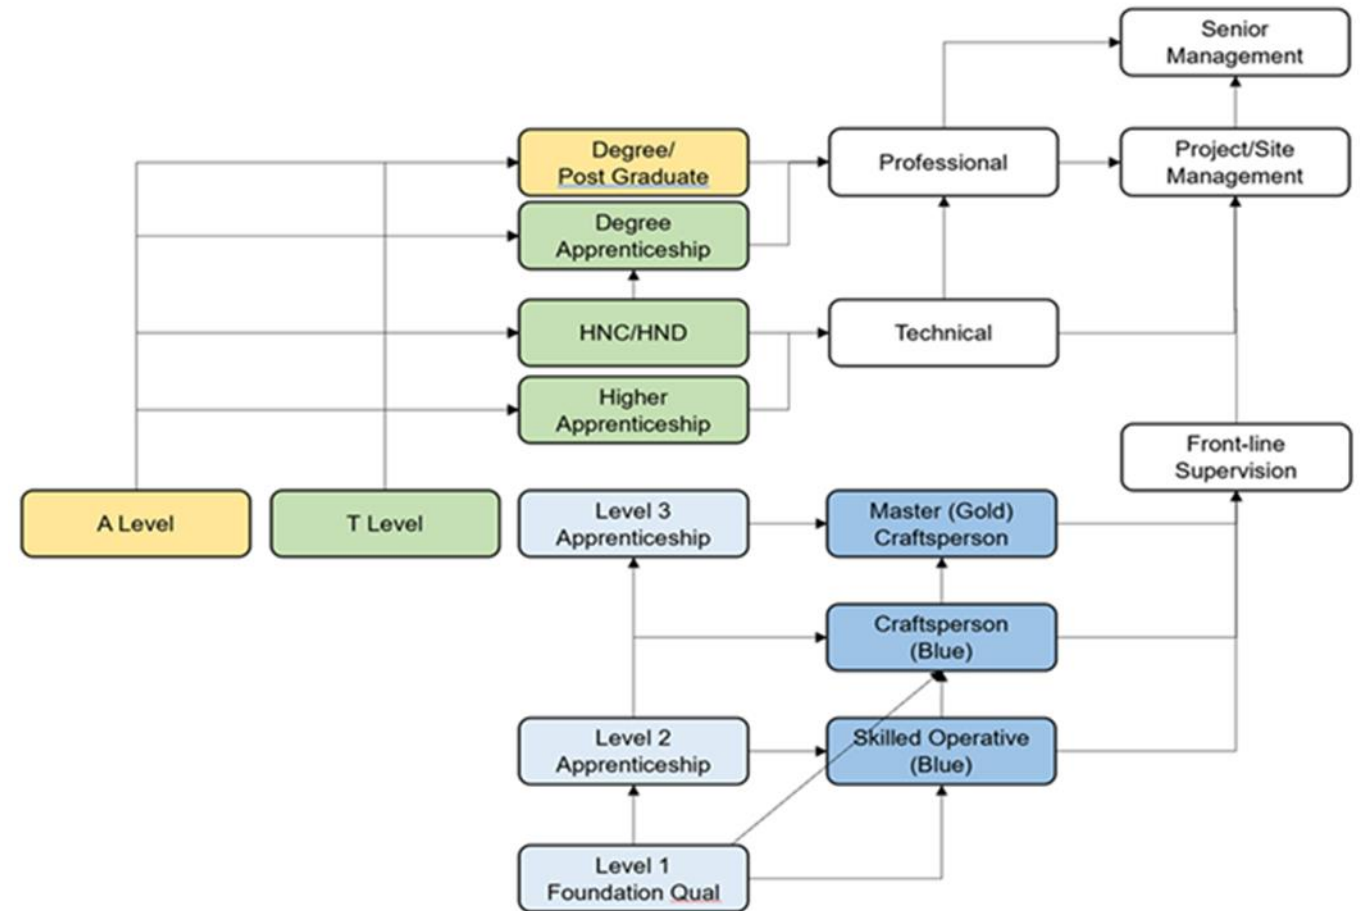 Senior
Management
Degree/
Post Graduate
Professional
Project/Site
Management
Degree
Apprenticeship
HNC/HND
Technical
Higher
Apprenticeship
Front-line
Supervision
A Level
T Level
Level 3
Apprenticeship
Master (Gold)
Craftsperson
Craftsperson
(Blue)
Level 2
Apprenticeship
Skilled Operative
(Blue)
Level 1
Foundation Qual